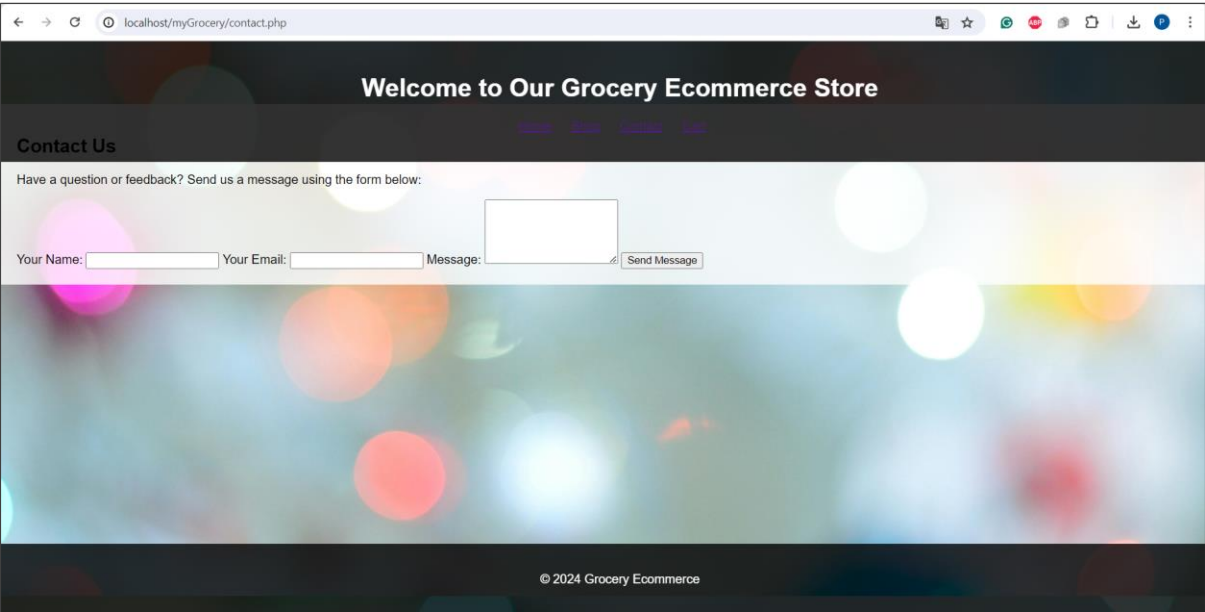 localhost/myGrocery/contact.php
Welcome to Our Grocery Ecommerce Store
Home Shop Contact Cart
Contact Us
Have a question or feedback? Send us a message using the form below:
Your Name: Your Email: Message: Send Message
© 2024 Grocery Ecommerce